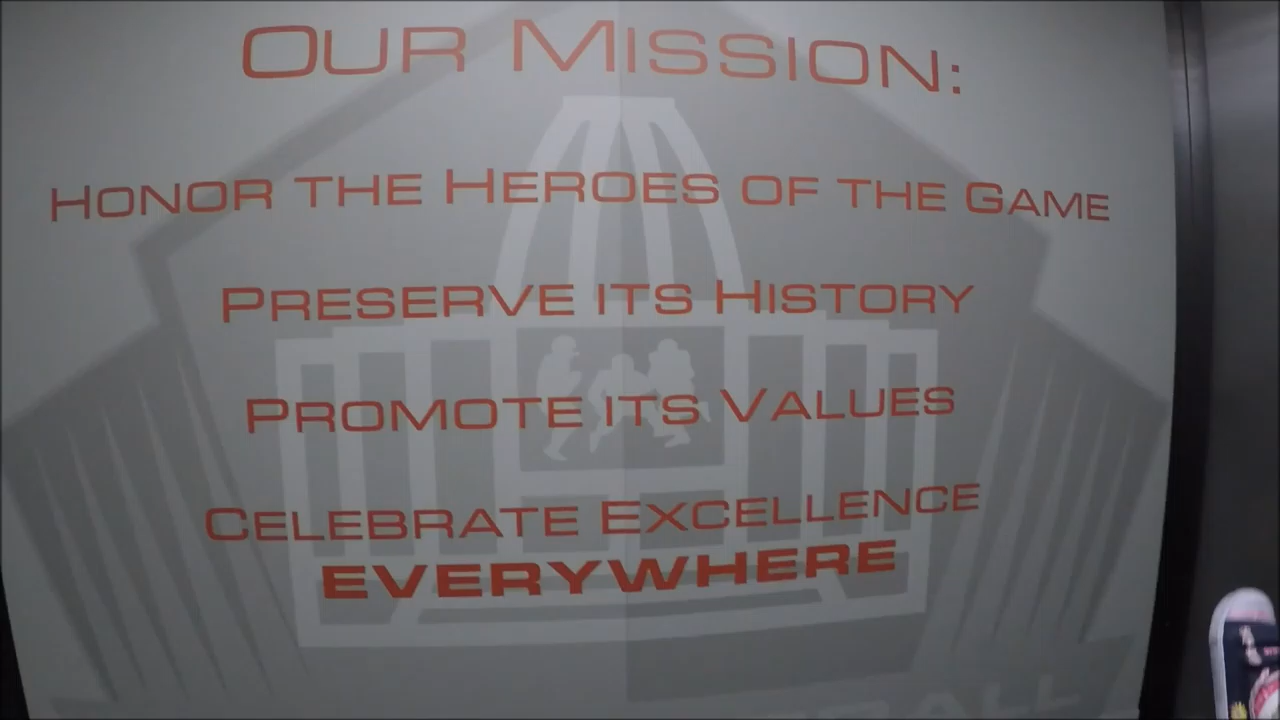 OUR MISSION:
HONOR THE HEROES OF THE GAME
PRESERVE ITS HISTORY
PROMOTE ITS VALUES
CELEBRATE EXCELLENCE
EVERYWHERE